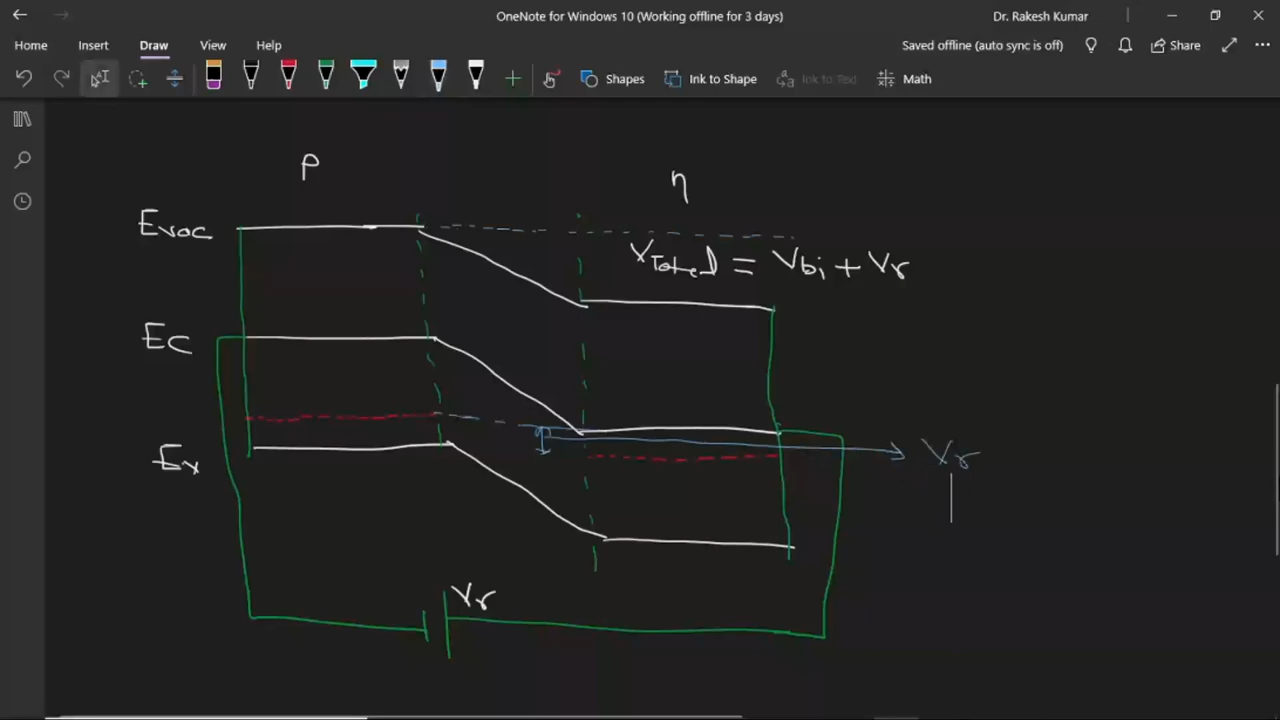 OneNote for Windows 10 (Working offline for 3 days)
Dr. Rakesh Kumar
Home Insert Draw View Help
Saved offline (auto sync is off)
Share
Shapes
Ink to Shape
Ink to Text
Math
P
η
Evac
VTotal = Vbi + Vr
Ec
Ev
Vr
Vr